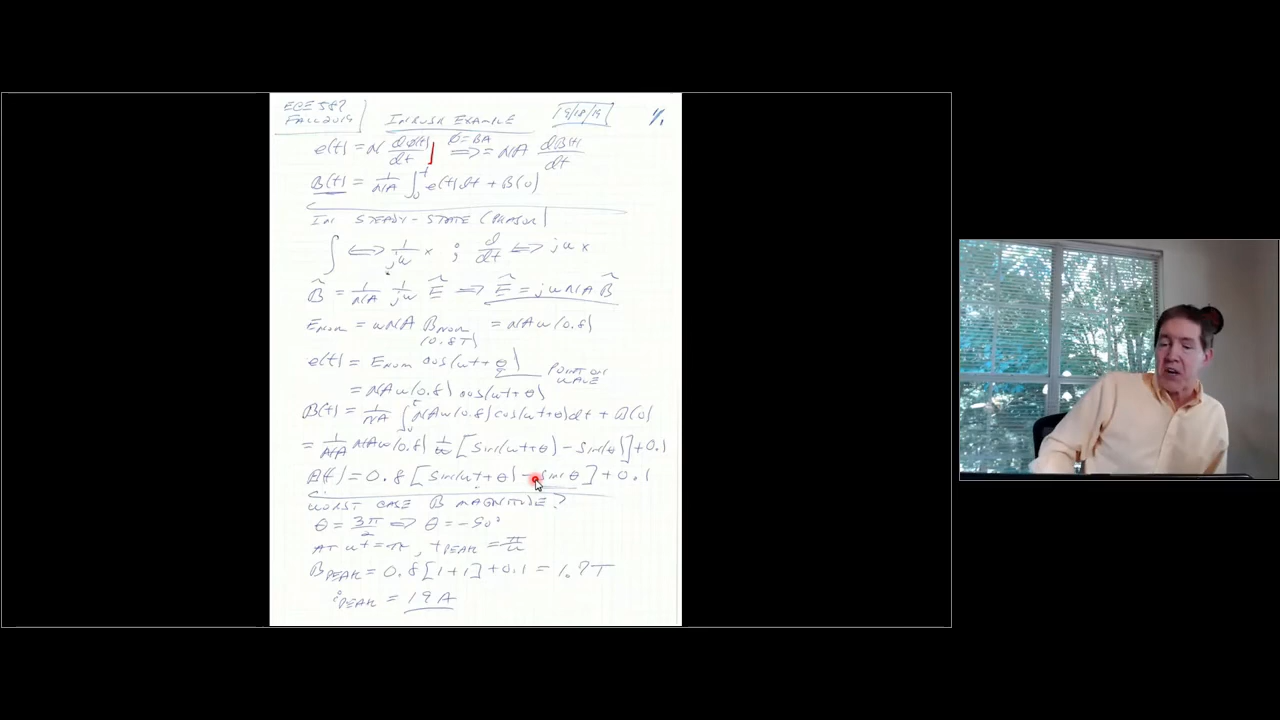 ECE 587
FALL 2019
INRUSH EXAMPLE
9/18/19
1/1
e(t) = N dφ(t)/dt ] φ=BA ⟹ = NA dB(t)/dt
B(t) = 1/NA ∫₀ᵗ e(t)dt + B(0)
IN STEADY-STATE (PHASOR)
∫ ⟺ 1/jω × ; d/dt ⟺ jω ×
B̃ = 1/NA 1/jω Ẽ ⟹ Ẽ = jωNA B̃
ENOM = ωNA BNOM = NAω(0.8)
(0.8T)
e(t) = ENOM cos(ωt+θ)
POINT ON
WAVE
= NAω(0.8) cos(ωt+θ)
B(t) = 1/NA ∫₀ᵗ NAω(0.8) cos(ωt+θ)dt + B(0)
= 1/NA NAω(0.8) 1/ω [sin(ωt+θ) - sin(θ)] + 0.1
B(t) = 0.8 [sin(ωt+θ) - sin θ] + 0.1
WORST CASE B MAGNITUDE?
θ = 3π/2 ⟺ θ = -90°
AT ωt=π, tPEAK = π/ω
BPEAK = 0.8[1+1]+0.1 = 1.7T
iPEAK = 19A